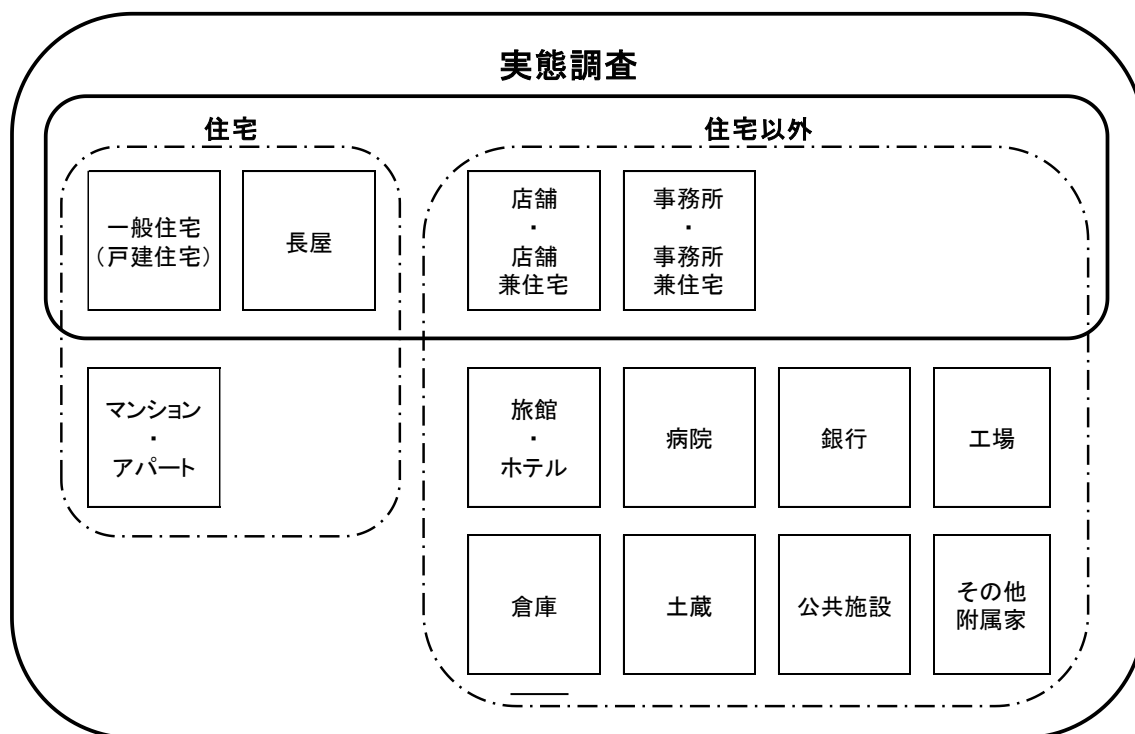 実態調査
住宅
住宅以外
一般住宅
（戸建住宅）
長屋
店舗
・
店舗
兼住宅
事務所
・
事務所
兼住宅
マンション
・
アパート
旅館
・
ホテル
病院
銀行
工場
倉庫
土蔵
公共施設
その他
附属家